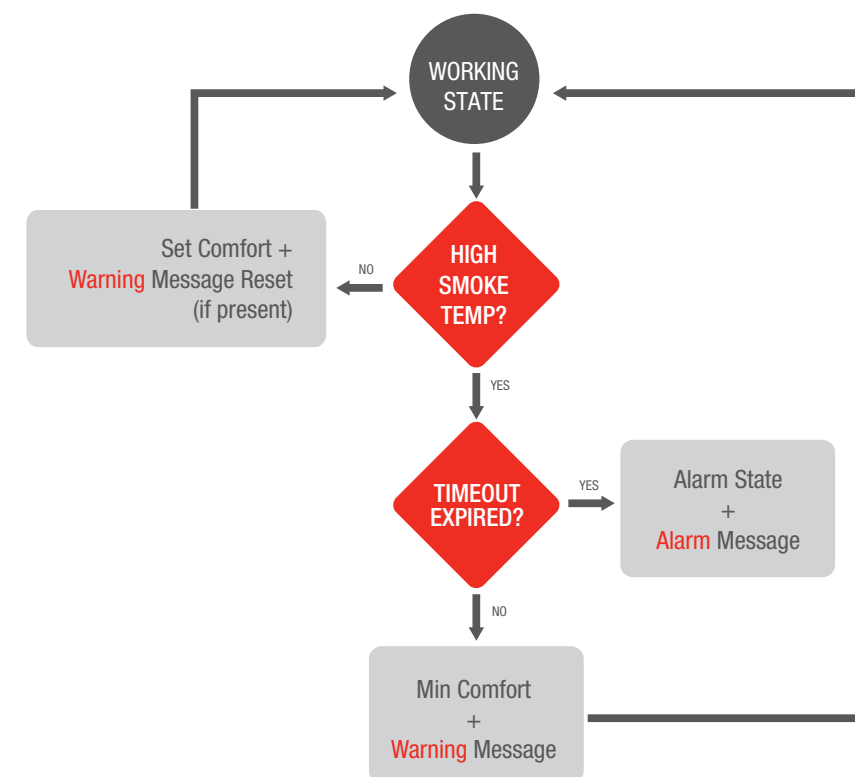 WORKING
STATE
HIGH
SMOKE
TEMP?
NO
Set Comfort +
Warning Message Reset
(if present)
YES
TIMEOUT
EXPIRED?
YES
Alarm State
+
Alarm Message
NO
Min Comfort
+
Warning Message